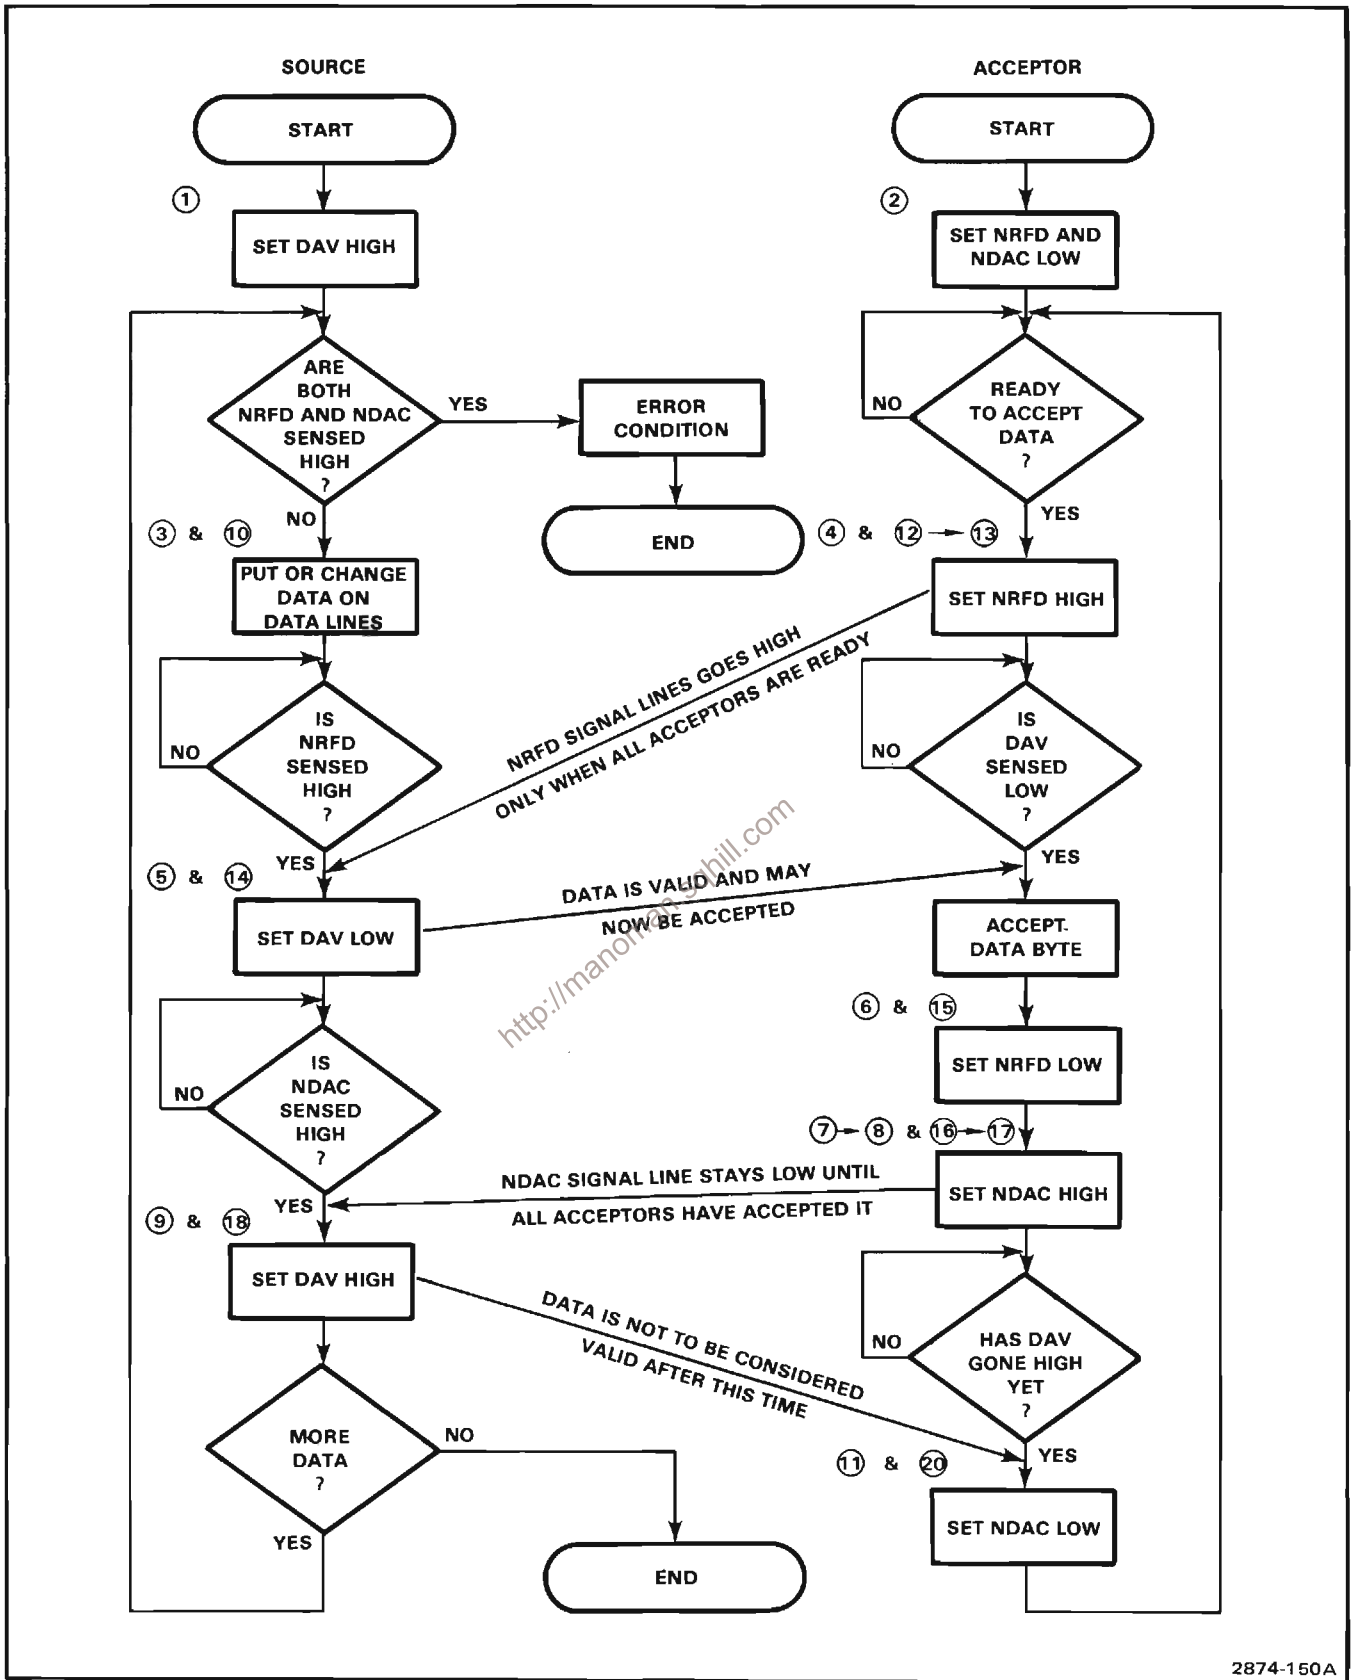 SOURCE
START
①
SET DAV HIGH
ARE
BOTH
NRFD AND NDAC
SENSED
HIGH
?
YES
ERROR
CONDITION
END
NO
③ & ⑩
PUT OR CHANGE
DATA ON
DATA LINES
IS
NRFD
SENSED
HIGH
?
NO
YES
⑤ & ⑭
SET DAV LOW
IS
NDAC
SENSED
HIGH
?
NO
YES
⑨ & ⑱
SET DAV HIGH
MORE
DATA
?
NO
END
YES
NRFD SIGNAL LINES GOES HIGH
ONLY WHEN ALL ACCEPTORS ARE READY
DATA IS VALID AND MAY
NOW BE ACCEPTED
NDAC SIGNAL LINE STAYS LOW UNTIL
ALL ACCEPTORS HAVE ACCEPTED IT
DATA IS NOT TO BE CONSIDERED
VALID AFTER THIS TIME
http://manoman.sqhill.com
ACCEPTOR
START
②
SET NRFD AND
NDAC LOW
READY
TO ACCEPT
DATA
?
NO
YES
④ & ⑫ → ⑬
SET NRFD HIGH
IS
DAV
SENSED
LOW
?
NO
YES
ACCEPT-
DATA BYTE
⑥ & ⑮
SET NRFD LOW
⑦ → ⑧ & ⑯ → ⑰
SET NDAC HIGH
HAS DAV
GONE HIGH
YET
?
NO
YES
⑪ & ⑳
SET NDAC LOW
2874-150A